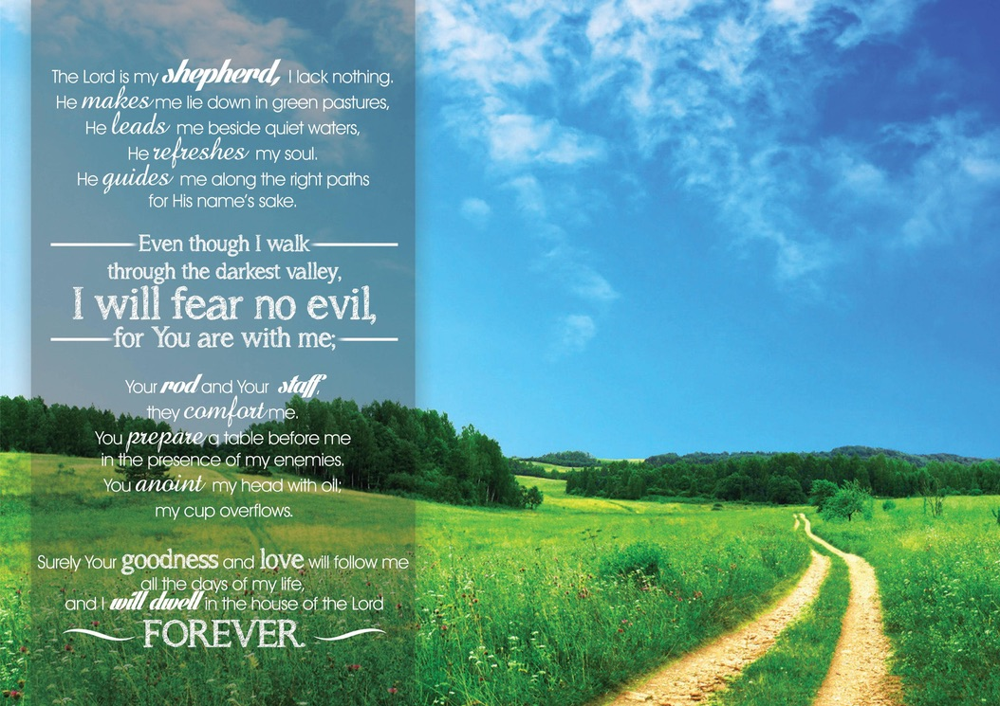 The Lord is my shepherd, I lack nothing.
He makes me lie down in green pastures,
He leads me beside quiet waters,
He refreshes my soul.
He guides me along the right paths
for His name's sake.
Even though I walk
through the darkest valley,
I will fear no evil,
for You are with me;
Your rod and Your staff,
they comfort me.
You prepare a table before me
in the presence of my enemies.
You anoint my head with oil;
my cup overflows.
Surely Your goodness and love will follow me
all the days of my life,
and I will dwell in the house of the Lord
FOREVER.